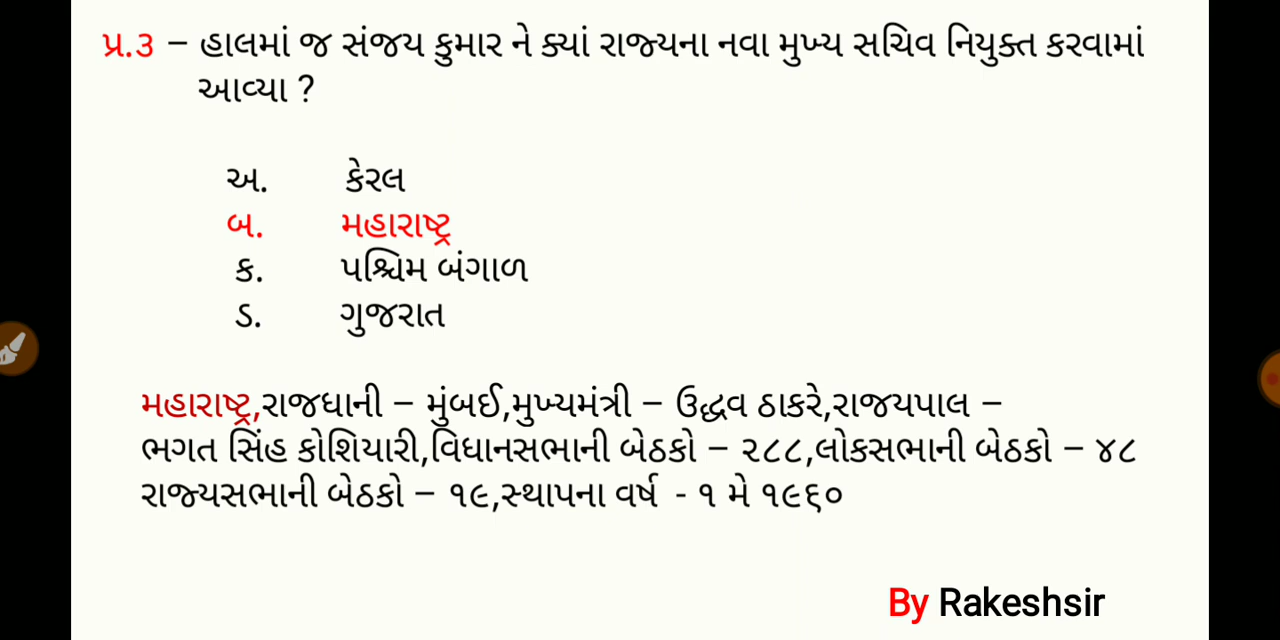 પ્ર.૩ – હાલમાં જ સંજય કુમાર ને ક્યાં રાજ્યના નવા મુખ્ય સચિવ નિયુક્ત કરવામાં
આવ્યા ?
અ. કેરલ
બ. મહારાષ્ટ્ર
ક. પશ્ચિમ બંગાળ
ડ. ગુજરાત
મહારાષ્ટ્ર,રાજધાની – મુંબઈ,મુખ્યમંત્રી – ઉદ્ધવ ઠાકરે,રાજયપાલ –
ભગત સિંહ કોશિયારી,વિધાનસભાની બેઠકો – ૨૮૮,લોકસભાની બેઠકો – ૪૮
રાજ્યસભાની બેઠકો – ૧૯,સ્થાપના વર્ષ - ૧ મે ૧૯૬૦
By Rakeshsir